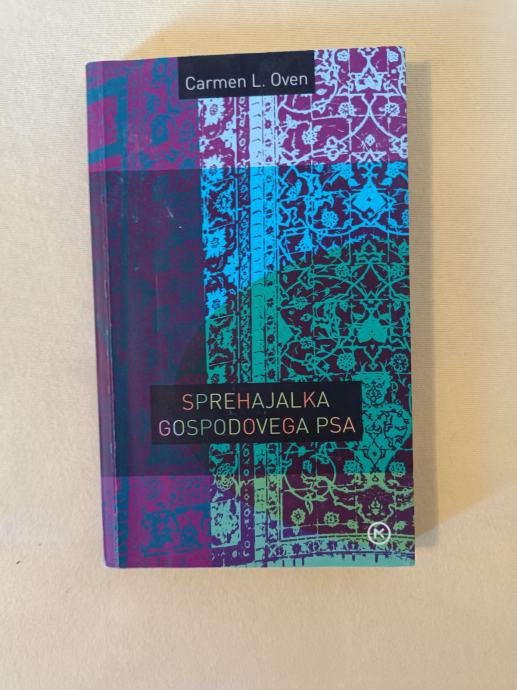 Carmen L. Oven
SPREHAJALKA
GOSPODOVEGA PSA